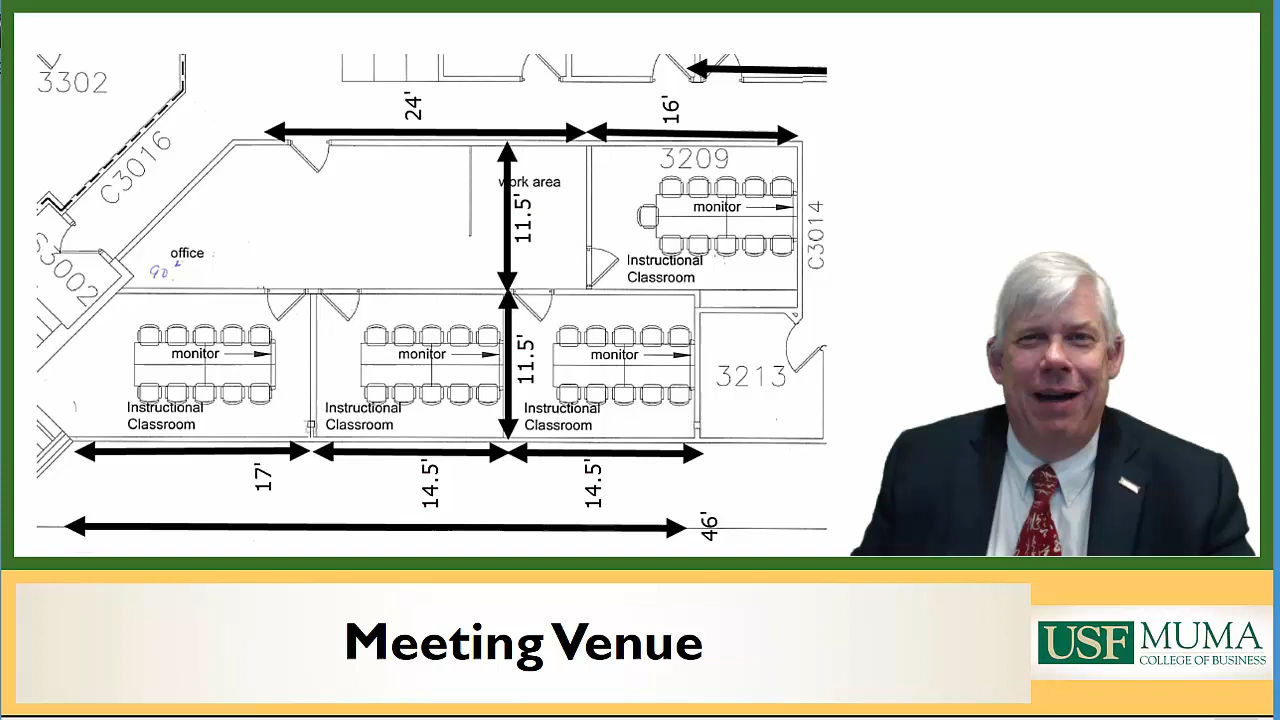 3302
C3016
24'
16'
3209
work area
11.5'
monitor
C3014
office
90
Instructional
Classroom
C3002
11.5'
monitor
monitor
monitor
3213
Instructional
Classroom
Instructional
Classroom
Instructional
Classroom
17'
14.5'
14.5'
46'
Meeting Venue
USF MUMA
COLLEGE OF BUSINESS